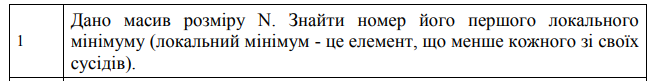 1
Дано масив розміру N. Знайти номер його першого локального
мінімуму (локальний мінімум - це елемент, що менше кожного зі своїх
сусідів).